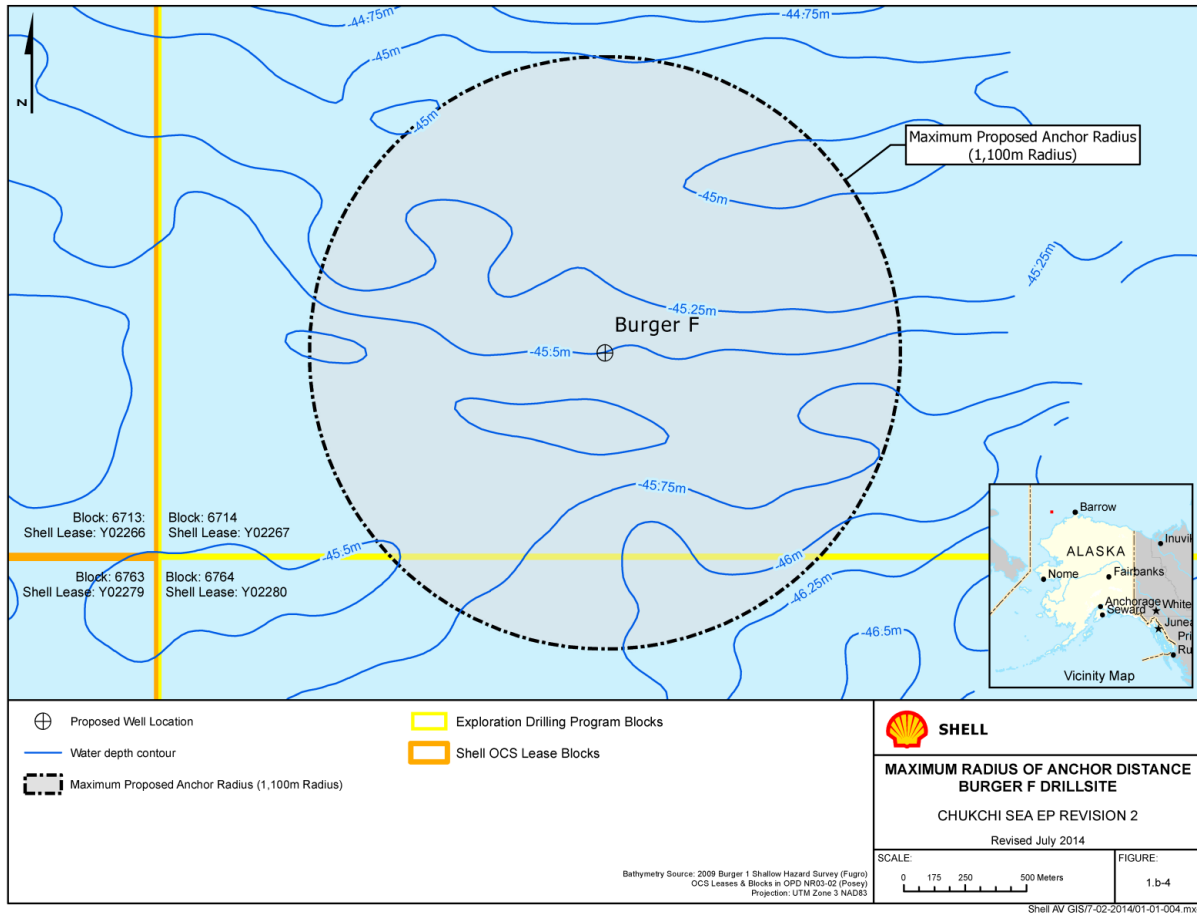 -44.75m
-44.75m
-45m
N
-45m
Maximum Proposed Anchor Radius
(1,100m Radius)
-45m
-45.25m
-45.25m
Burger F
-45.5m
-45.75m
Block: 6713:
Shell Lease: Y02266
Block: 6714
Shell Lease: Y02267
-45.5m
-46m
Block: 6763
Shell Lease: Y02279
Block: 6764
Shell Lease: Y02280
-46.25m
-46.5m
Barrow
Inuvik
ALASKA
Nome
Fairbanks
Anchorage
White
Seward
Junea
Pri
Ru
Vicinity Map
Proposed Well Location
Water depth contour
Maximum Proposed Anchor Radius (1,100m Radius)
Exploration Drilling Program Blocks
Shell OCS Lease Blocks
SHELL
MAXIMUM RADIUS OF ANCHOR DISTANCE
BURGER F DRILLSITE
CHUKCHI SEA EP REVISION 2
Revised July 2014
SCALE:
0 175 250 500 Meters
FIGURE:
1.b-4
Bathymetry Source: 2009 Burger 1 Shallow Hazard Survey (Fugro)
OCS Leases & Blocks in OPD NR03-02 (Posey)
Projection: UTM Zone 3 NAD83
Shell AV GIS/7-02-2014/01-01-004.mx